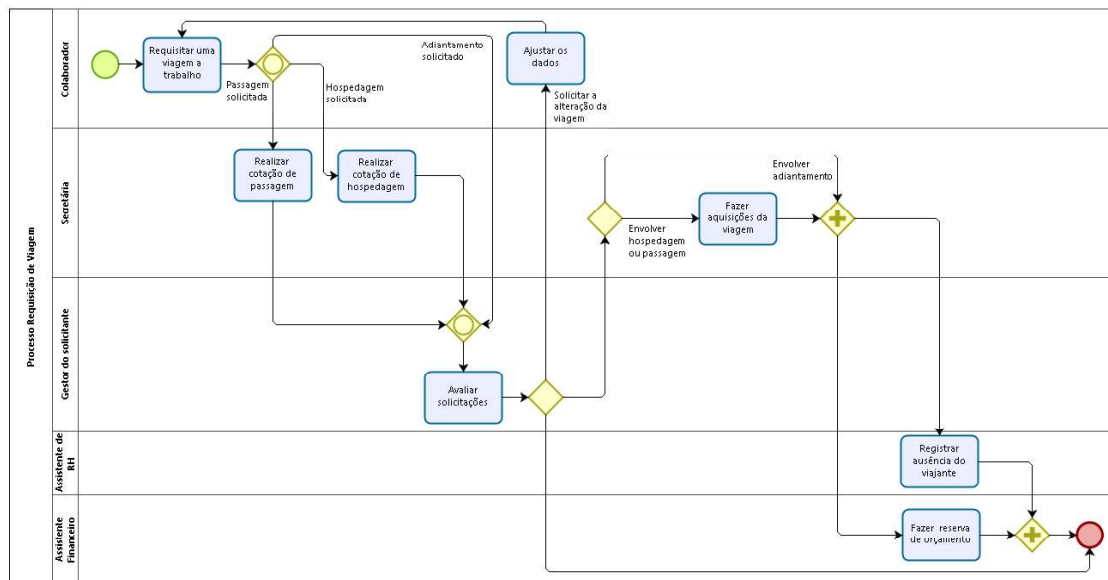 Processo Requisição de Viagem
Colaborador
Requisitar uma
viagem a
trabalho
Passagem
solicitada
Hospedagem
solicitada
Adiantamento
solicitado
Ajustar os
dados
Solicitar a
alteração da
viagem
Secretária
Realizar
cotação de
passagem
Realizar
cotação de
hospedagem
Envolver
hospedagem
ou passagem
Fazer
aquisições da
viagem
Envolver
adiantamento
Gestor do solicitante
Avaliar
solicitações
Assistente de
RH
Registrar
ausência do
viajante
Assistente
Financeiro
Fazer reserva
de orçamento